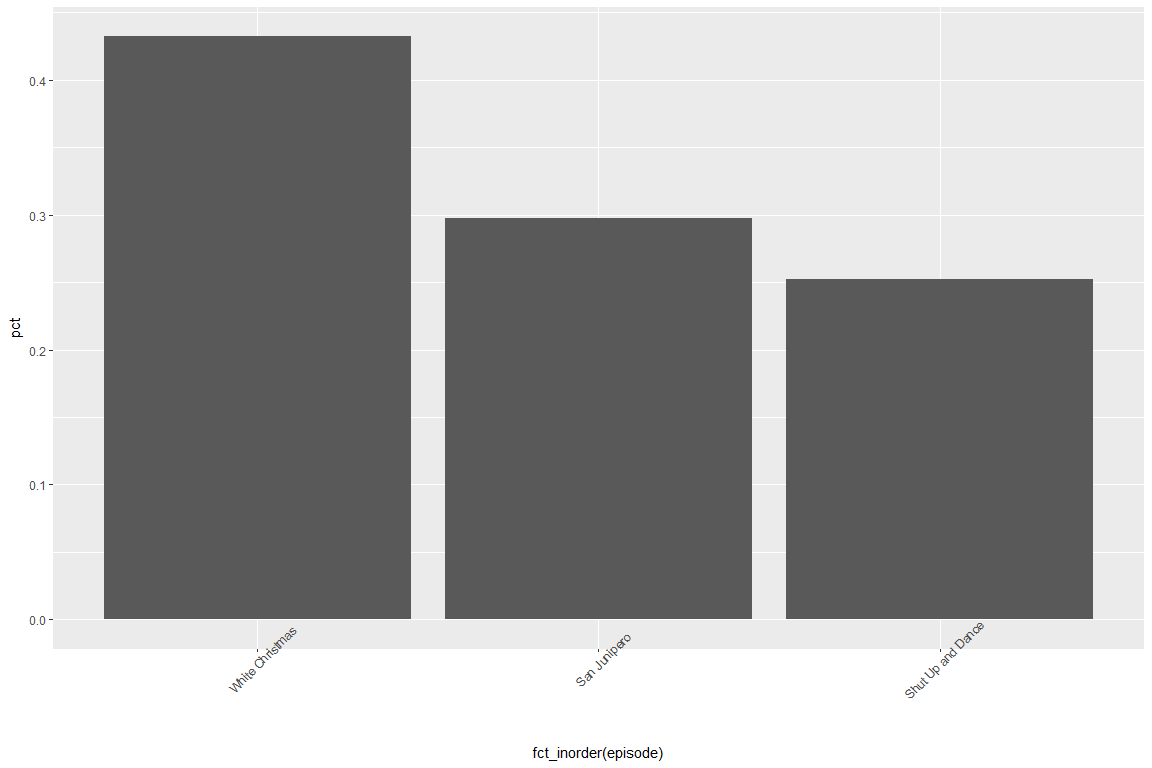 pct
0.4
0.3
0.2
0.1
0.0
White Christmas
San Junipero
Shut Up and Dance
fct_inorder(episode)